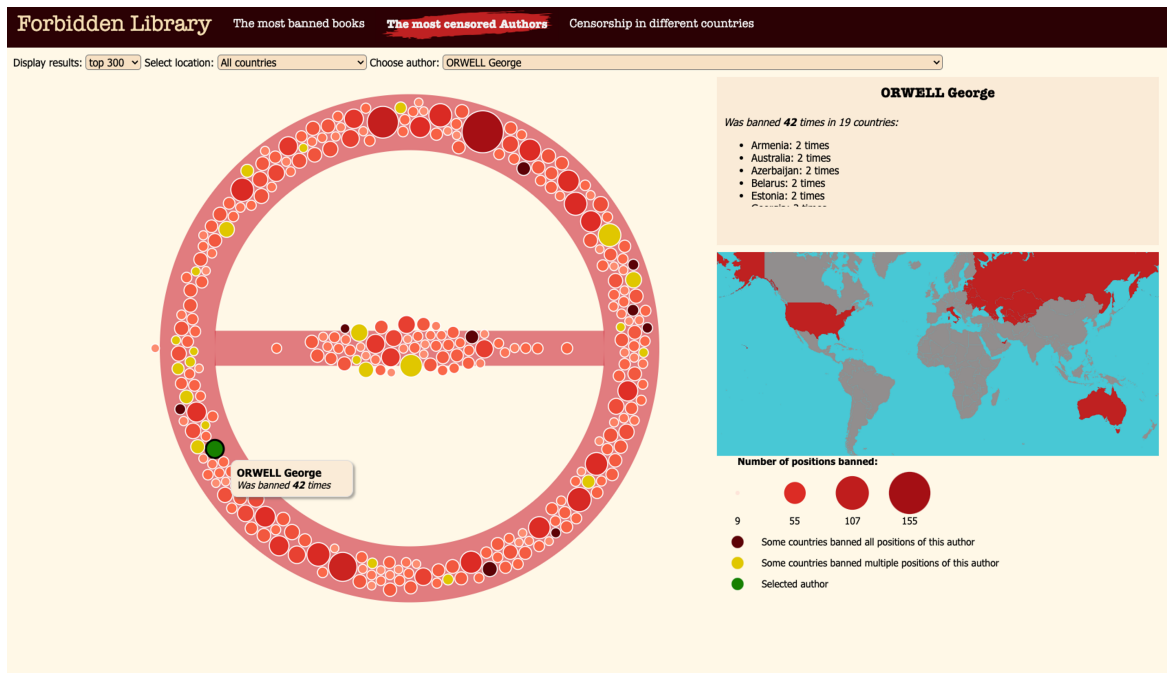 Forbidden Library The most banned books The most censored Authors Censorship in different countries
Display results: top 300 Select location: All countries Choose author: ORWELL George
ORWELL George
Was banned 42 times in 19 countries:
• Armenia: 2 times
• Australia: 2 times
• Azerbaijan: 2 times
• Belarus: 2 times
• Estonia: 2 times
ORWELL George
Was banned 42 times
Number of positions banned:
9 55 107 155
Some countries banned all positions of this author
Some countries banned multiple positions of this author
Selected author